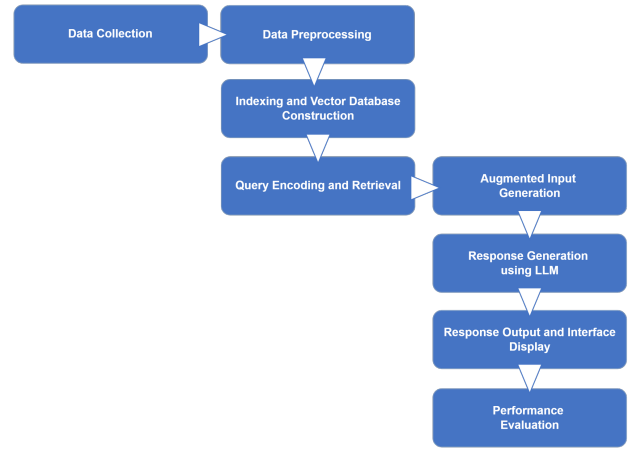 Data Collection
Data Preprocessing
Indexing and Vector Database
Construction
Query Encoding and Retrieval
Augmented Input
Generation
Response Generation
using LLM
Response Output and Interface
Display
Performance
Evaluation